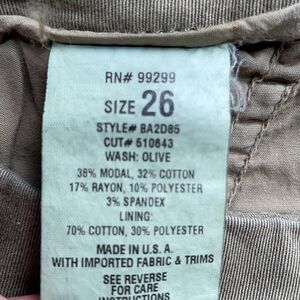 RN# 99299
SIZE 26
STYLE# BA2D85
CUT# 510643
WASH: OLIVE
38% MODAL, 32% COTTON
17% RAYON, 10% POLYESTER
3% SPANDEX
LINING:
70% COTTON, 30% POLYESTER
MADE IN U.S.A.
WITH IMPORTED FABRIC & TRIMS
SEE REVERSE
FOR CARE
INSTRUCTIONS